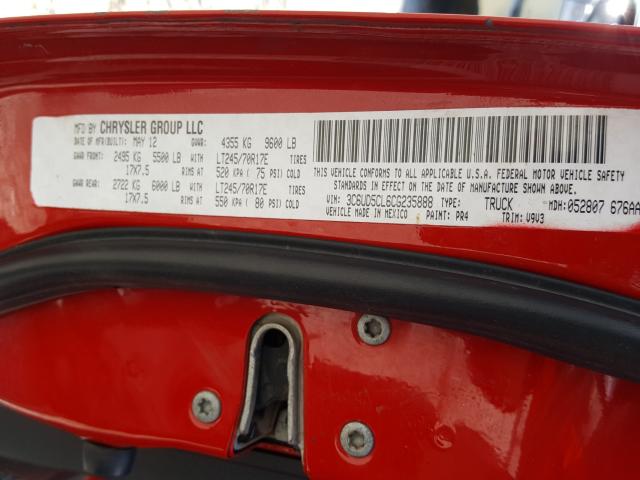 MFD BY CHRYSLER GROUP LLC
DATE OF MFR(BUILT): MAY 12 GVWR: 4355 KG 9600 LB
GAWR FRONT: 2495 KG 5500 LB WITH LT245/70R17E TIRES
17X7.5 RIMS AT 520 KPA ( 75 PSI) COLD
GAWR REAR: 2722 KG 6000 LB WITH LT245/70R17E TIRES
17X7.5 RIMS AT 550 KPA ( 80 PSI) COLD
THIS VEHICLE CONFORMS TO ALL APPLICABLE U.S.A. FEDERAL MOTOR VEHICLE SAFETY
STANDARDS IN EFFECT ON THE DATE OF MANUFACTURE SHOWN ABOVE.
VIN: 3C6UD5CL6CG235888 TYPE: TRUCK MDH: 052807 676AA
VEHICLE MADE IN MEXICO PAINT: PR4 TRIM: V9V3